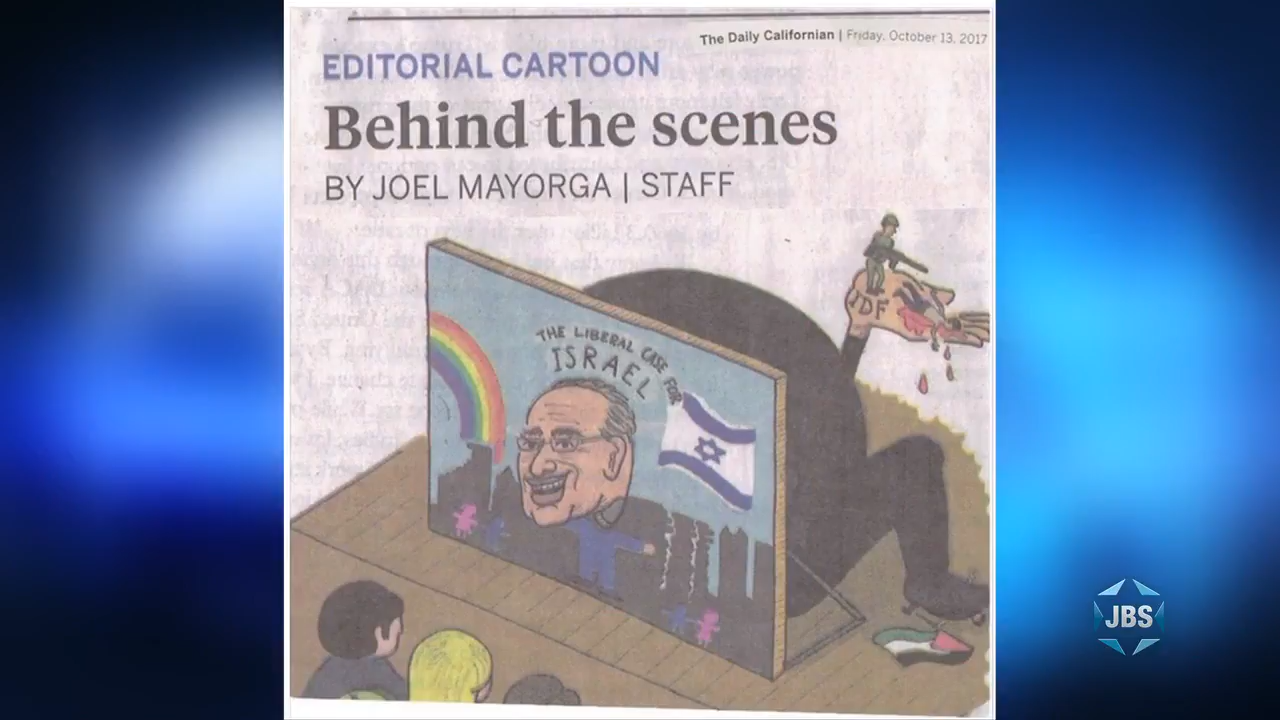 The Daily Californian | Friday, October 13, 2017
EDITORIAL CARTOON
Behind the scenes
BY JOEL MAYORGA | STAFF
IDF
THE LIBERAL CASE FOR
ISRAEL
JBS